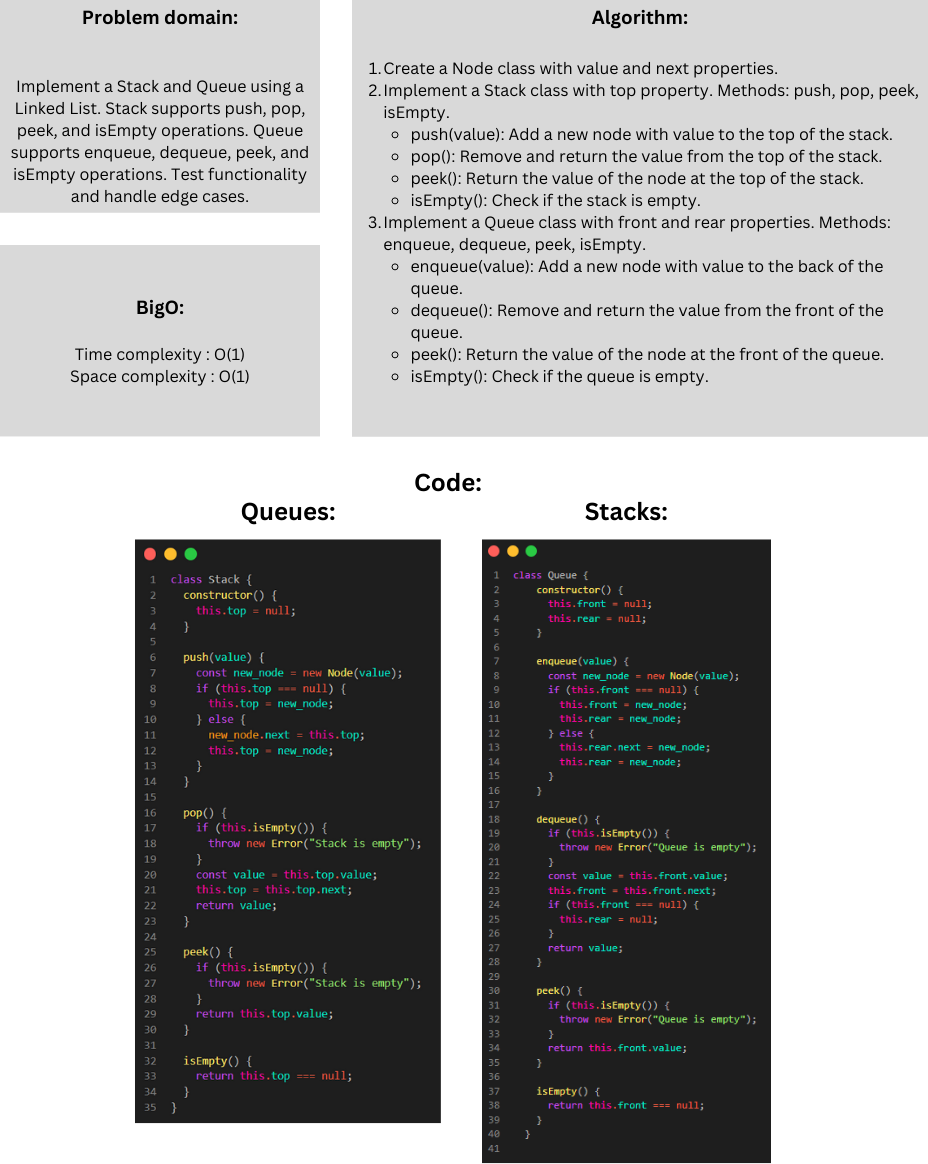 Problem domain:
Implement a Stack and Queue using a
Linked List. Stack supports push, pop,
peek, and isEmpty operations. Queue
supports enqueue, dequeue, peek, and
isEmpty operations. Test functionality
and handle edge cases.
BigO:
Time complexity : O(1)
Space complexity : O(1)
Algorithm:
1. Create a Node class with value and next properties.
2. Implement a Stack class with top property. Methods: push, pop, peek,
isEmpty.
push(value): Add a new node with value to the top of the stack.
pop(): Remove and return the value from the top of the stack.
peek(): Return the value of the node at the top of the stack.
isEmpty(): Check if the stack is empty.
3. Implement a Queue class with front and rear properties. Methods:
enqueue, dequeue, peek, isEmpty.
enqueue(value): Add a new node with value to the back of the
queue.
dequeue(): Remove and return the value from the front of the
queue.
peek(): Return the value of the node at the front of the queue.
isEmpty(): Check if the queue is empty.
Code:
Queues:
1 class Stack {
2 constructor() {
3 this.top = null;
4 }
5
6 push(value) {
7 const new_node = new Node(value);
8 if (this.top === null) {
9 this.top = new_node;
10 } else {
11 new_node.next = this.top;
12 this.top = new_node;
13 }
14 }
15
16 pop() {
17 if (this.isEmpty()) {
18 throw new Error("Stack is empty");
19 }
20 const value = this.top.value;
21 this.top = this.top.next;
22 return value;
23 }
24
25 peek() {
26 if (this.isEmpty()) {
27 throw new Error("Stack is empty");
28 }
29 return this.top.value;
30 }
31
32 isEmpty() {
33 return this.top === null;
34 }
35 }
Stacks:
1 class Queue {
2 constructor() {
3 this.front = null;
4 this.rear = null;
5 }
6
7 enqueue(value) {
8 const new_node = new Node(value);
9 if (this.front === null) {
10 this.front = new_node;
11 this.rear = new_node;
12 } else {
13 this.rear.next = new_node;
14 this.rear = new_node;
15 }
16 }
17
18 dequeue() {
19 if (this.isEmpty()) {
20 throw new Error("Queue is empty");
21 }
22 const value = this.front.value;
23 this.front = this.front.next;
24 if (this.front === null) {
25 this.rear = null;
26 }
27 return value;
28 }
29
30 peek() {
31 if (this.isEmpty()) {
32 throw new Error("Queue is empty");
33 }
34 return this.front.value;
35 }
36
37 isEmpty() {
38 return this.front === null;
39 }
40 }
41